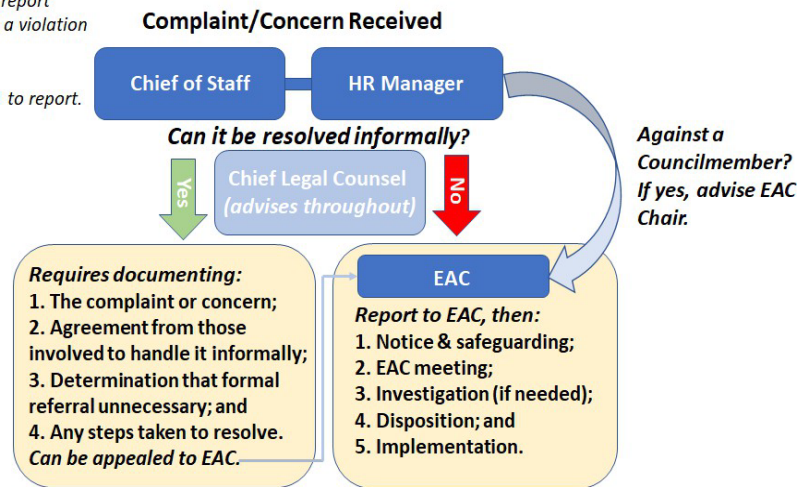 report
a violation
to report.
Complaint/Concern Received
Chief of Staff
HR Manager
Can it be resolved informally?
Yes
Chief Legal Counsel
(advises throughout)
No
Against a
Councilmember?
If yes, advise EAC
Chair.
Requires documenting:
1. The complaint or concern;
2. Agreement from those
involved to handle it informally;
3. Determination that formal
referral unnecessary; and
4. Any steps taken to resolve.
Can be appealed to EAC.
EAC
Report to EAC, then:
1. Notice & safeguarding;
2. EAC meeting;
3. Investigation (if needed);
4. Disposition; and
5. Implementation.